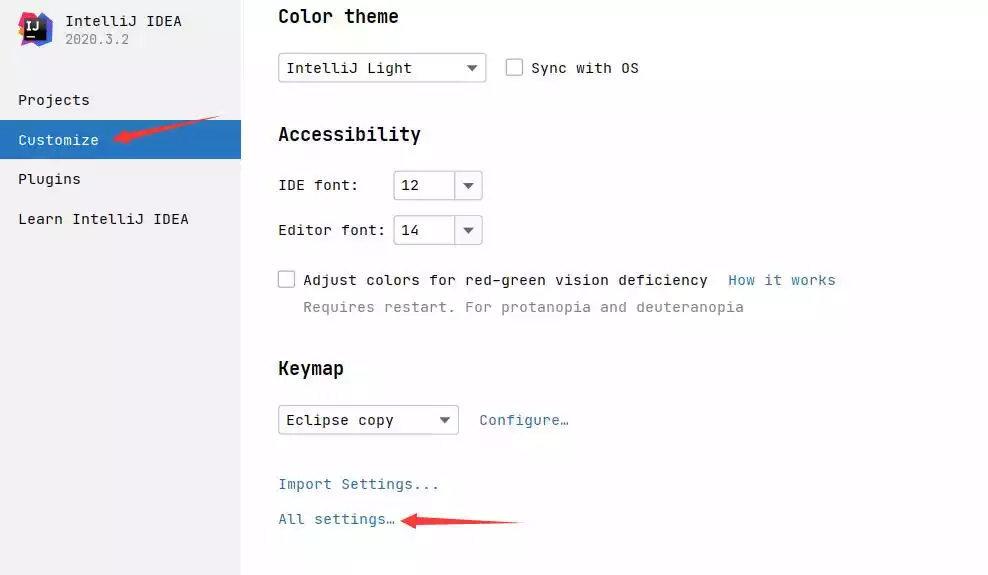 IntelliJ IDEA
2020.3.2
Projects
Customize
Plugins
Learn IntelliJ IDEA
Color theme
IntelliJ Light
Sync with OS
Accessibility
IDE font: 12
Editor font: 14
Adjust colors for red-green vision deficiency How it works
Requires restart. For protanopia and deuteranopia
Keymap
Eclipse copy Configure…
Import Settings...
All settings…